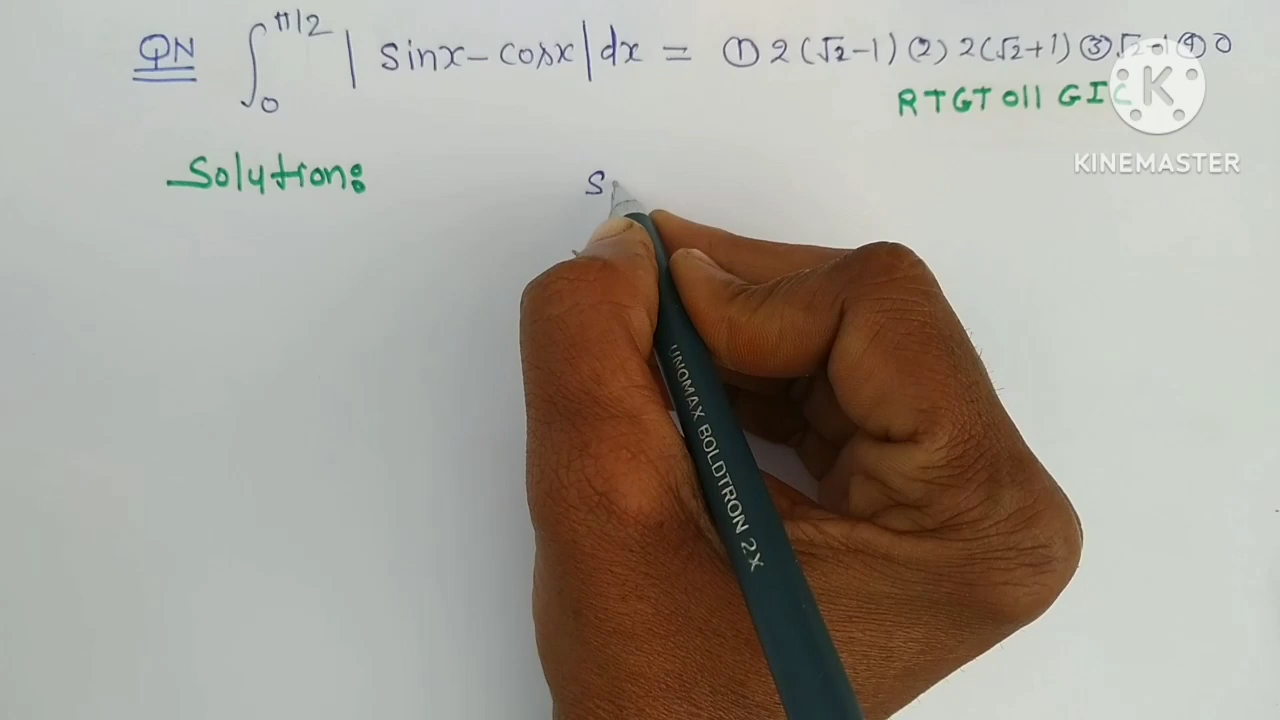 QN ∫₀^π/2 | sinx - cosx | dx = ① 2 (√2-1) (2) 2(√2+1) ③ √2-1 ④ 0
RTGT 011 GIC
KINEMASTER
Solution:
S
UNOMAX BOLDTRON 2X